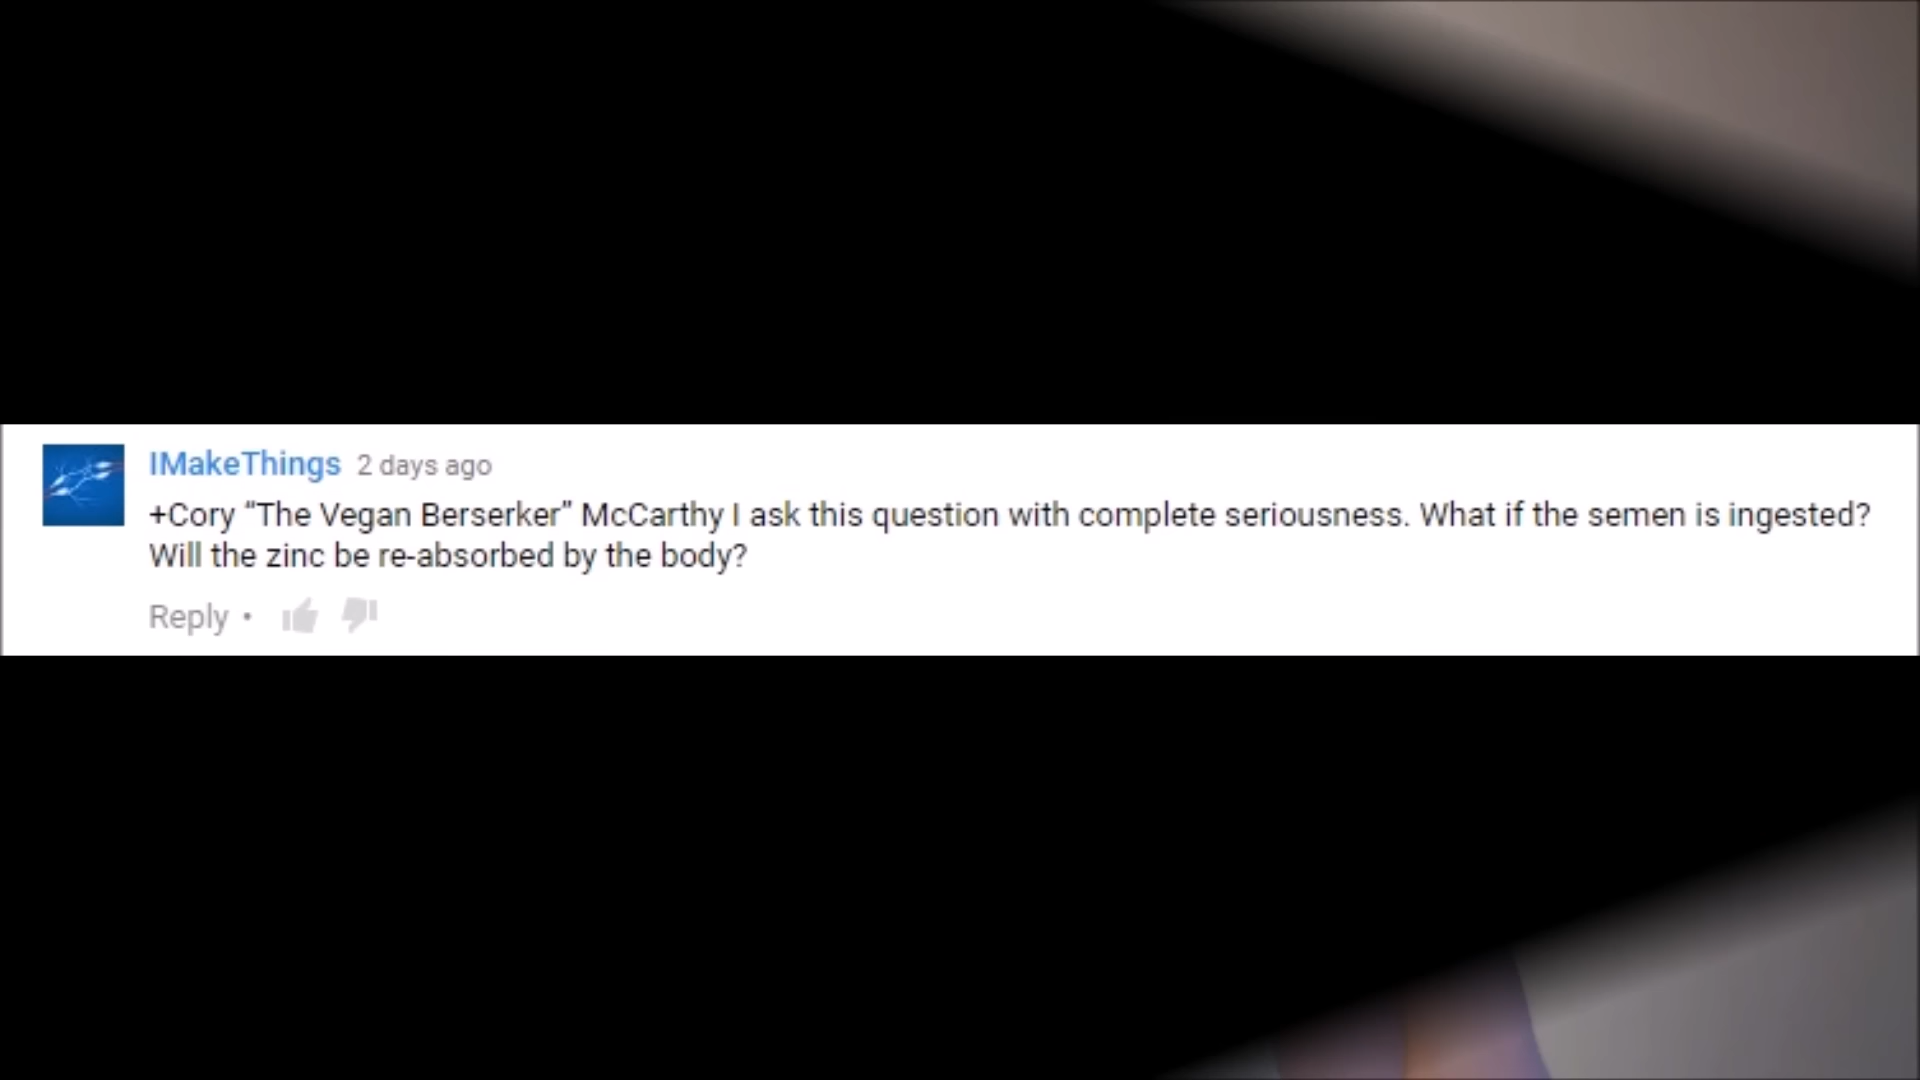 IMakeThings 2 days ago
+Cory “The Vegan Berserker” McCarthy I ask this question with complete seriousness. What if the semen is ingested?
Will the zinc be re-absorbed by the body?
Reply •